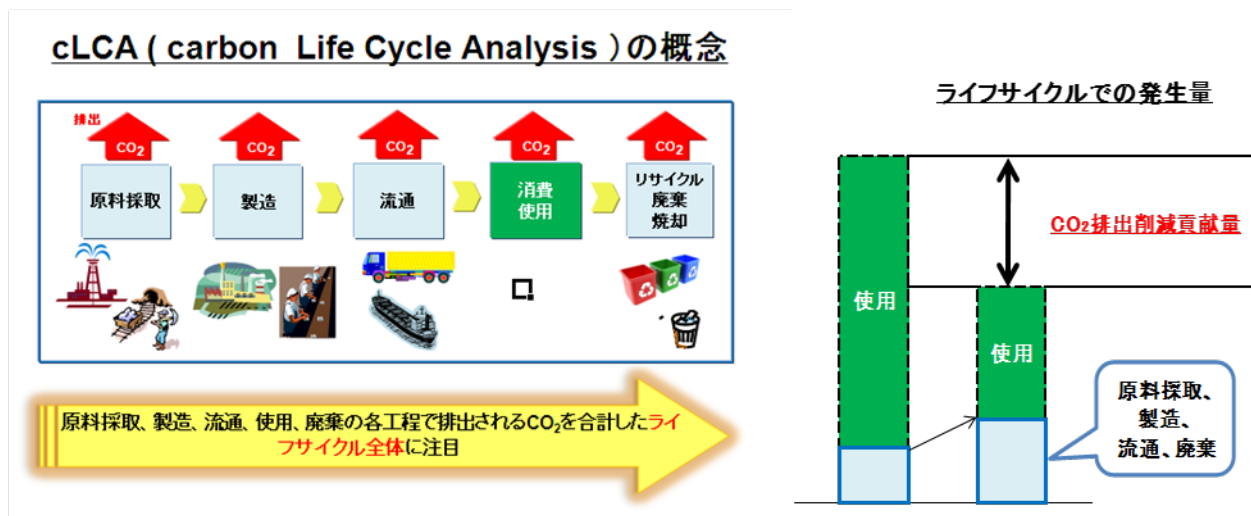 cLCA ( carbon Life Cycle Analysis ) の概念
排出
CO₂
CO₂
CO₂
CO₂
CO₂
原料採取
製造
流通
消費
使用
リサイクル
廃棄
焼却
原料採取、製造、流通、使用、廃棄の各工程で排出されるCO₂を合計したライ
フサイクル全体に注目
ライフサイクルでの発生量
CO₂排出削減貢献量
使用
使用
原料採取、
製造、
流通、廃棄